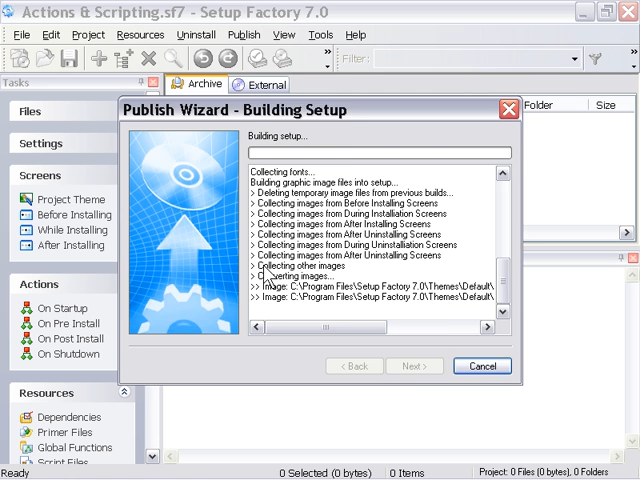 Actions & Scripting.sf7 - Setup Factory 7.0
File Edit Project Resources Uninstall Publish View Tools Help
Filter:
Tasks
Archive External
Files
Settings
Screens
Project Theme
Before Installing
While Installing
After Installing
Actions
On Startup
On Pre Install
On Post Install
On Shutdown
Resources
Dependencies
Primer Files
Global Functions
Script Files
Folder Size
Publish Wizard - Building Setup
Building setup...
Collecting fonts...
Building graphic image files into setup...
> Deleting temporary image files from previous builds...
> Collecting images from Before Installing Screens
> Collecting images from During Installation Screens
> Collecting images from After Installing Screens
> Collecting images from After Uninstalling Screens
> Collecting images from During Uninstallation Screens
> Collecting images from After Uninstalling Screens
> Collecting other images
> Converting images...
>> Image: C:\Program Files\Setup Factory 7.0\Themes\Default\
>> Image: C:\Program Files\Setup Factory 7.0\Themes\Default\
< Back Next > Cancel
Ready
0 Selected (0 bytes) 0 Items Project: 0 Files (0 bytes), 0 Folders